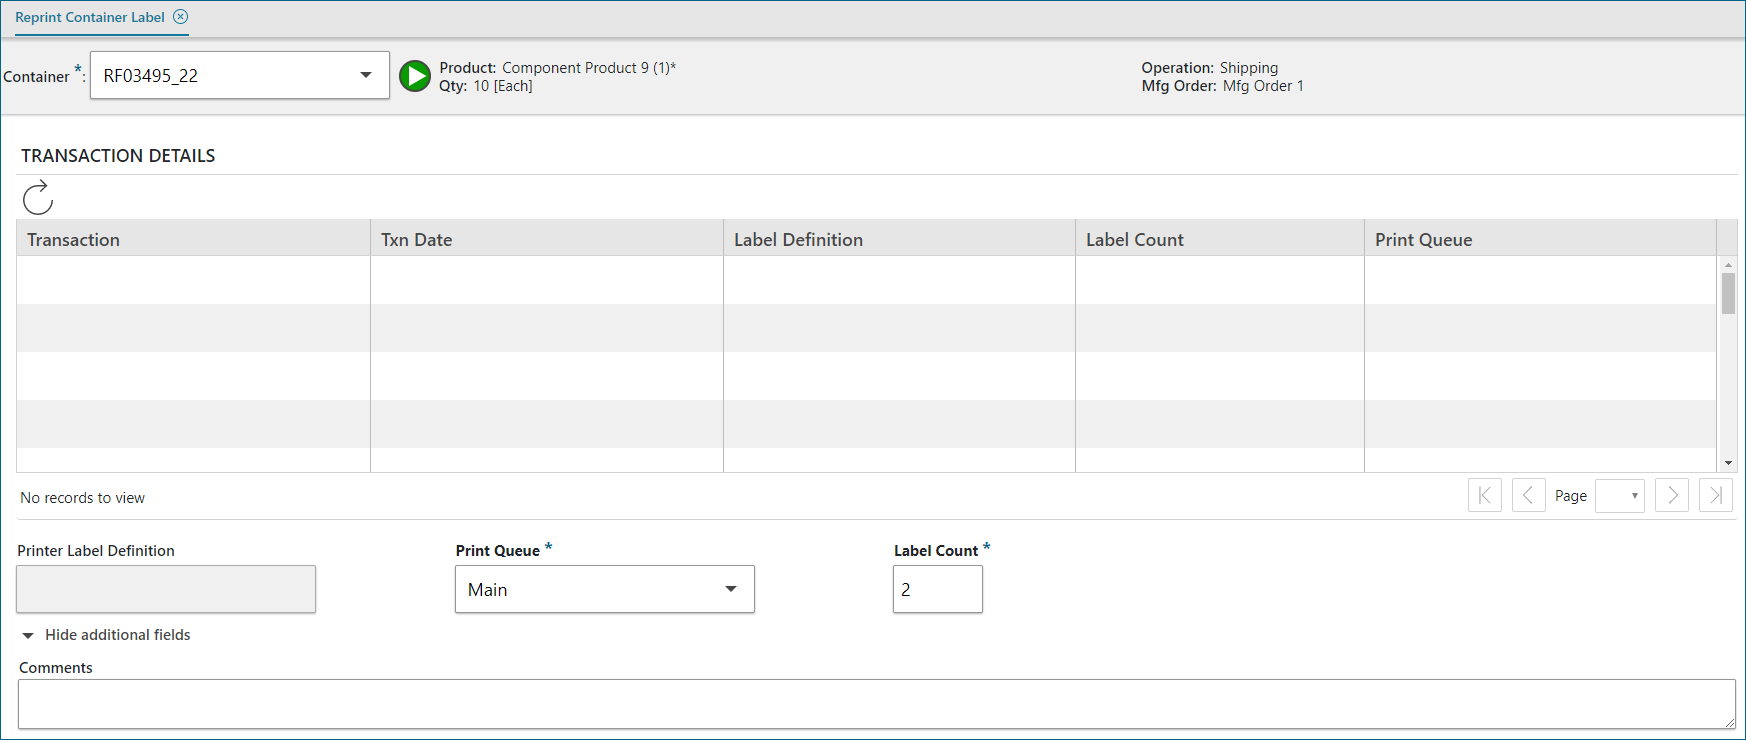 Reprint Container Label
Container *: RF03495_22
Product: Component Product 9 (1)*
Qty: 10 [Each]
Operation: Shipping
Mfg Order: Mfg Order 1
TRANSACTION DETAILS
Transaction Txn Date Label Definition Label Count Print Queue
No records to view
Page
Printer Label Definition
Print Queue *
Main
Label Count *
2
Hide additional fields
Comments